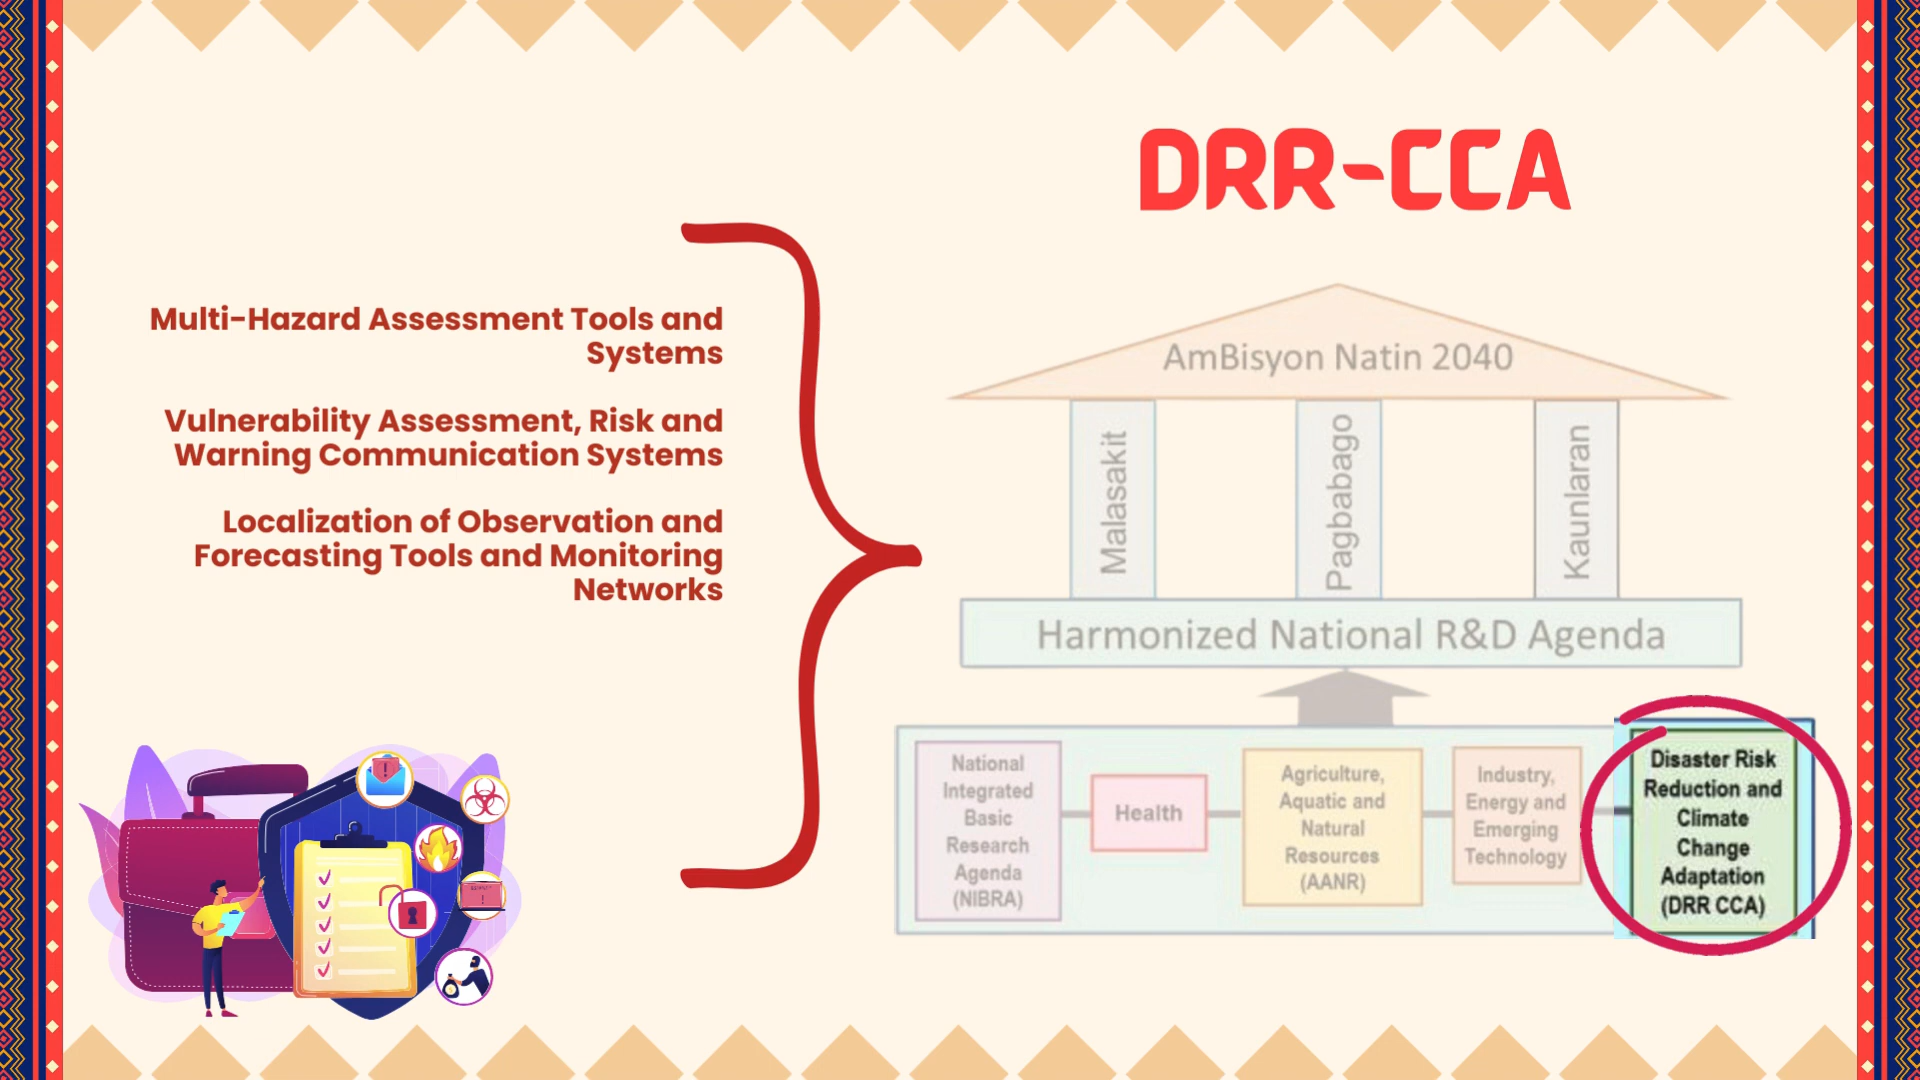 DRR-CCA
Multi-Hazard Assessment Tools and
Systems
Vulnerability Assessment, Risk and
Warning Communication Systems
Localization of Observation and
Forecasting Tools and Monitoring
Networks
AmBisyon Natin 2040
Malasakit
Pagbabago
Kaunlaran
Harmonized National R&D Agenda
National
Integrated
Basic
Research
Agenda
(NIBRA)
Health
Agriculture,
Aquatic and
Natural
Resources
(AANR)
Industry,
Energy and
Emerging
Technology
Disaster Risk
Reduction and
Climate
Change
Adaptation
(DRR CCA)